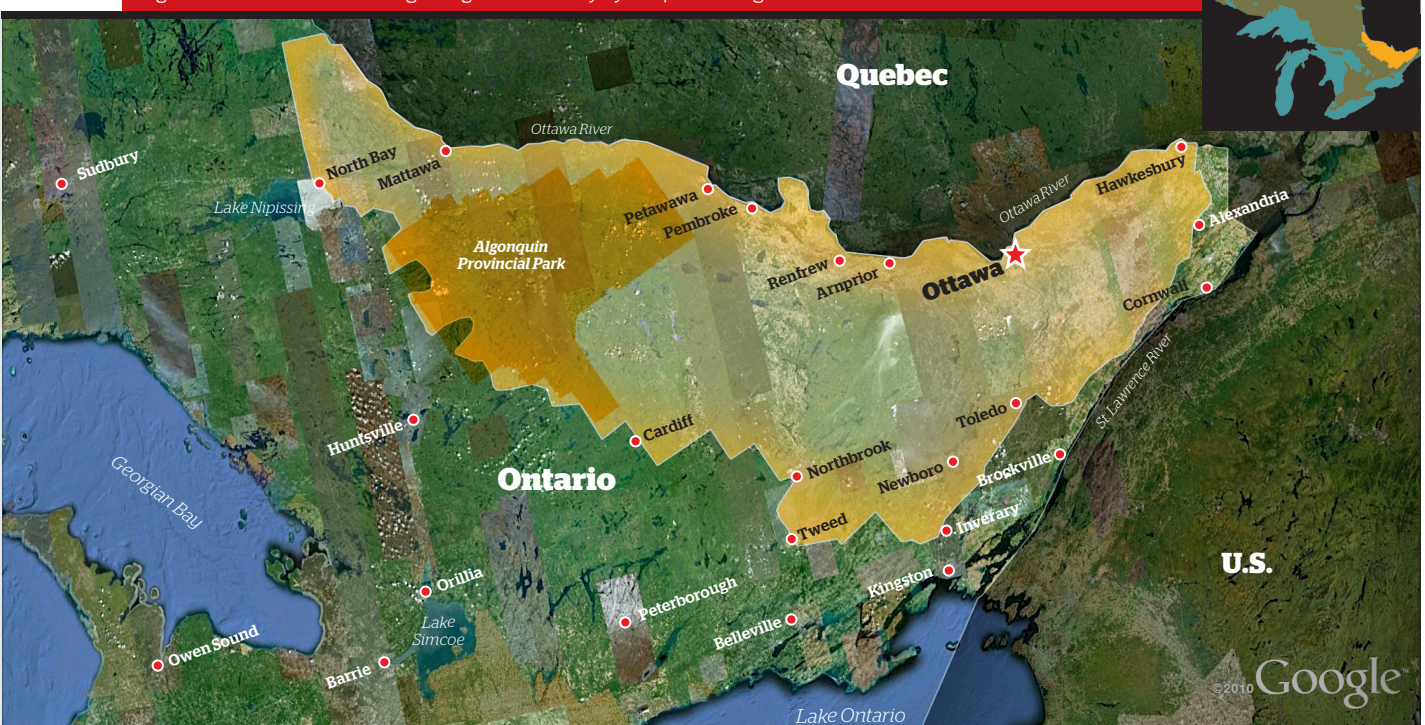 Quebec
Ottawa River
Sudbury
North Bay
Mattawa
Lake Nipissing
Petawawa
Pembroke
Algonquin
Provincial Park
Renfrew
Arnprior
Ottawa
Ottawa River
Hawkesbury
Alexandria
Cornwall
St. Lawrence River
Huntsville
Cardiff
Toledo
Northbrook
Newboro
Brockville
Georgian Bay
Ontario
Tweed
Inverary
U.S.
Kingston
Orillia
Peterborough
Lake
Simcoe
Belleville
Owen Sound
Barrie
Lake Ontario
©2010 Google™